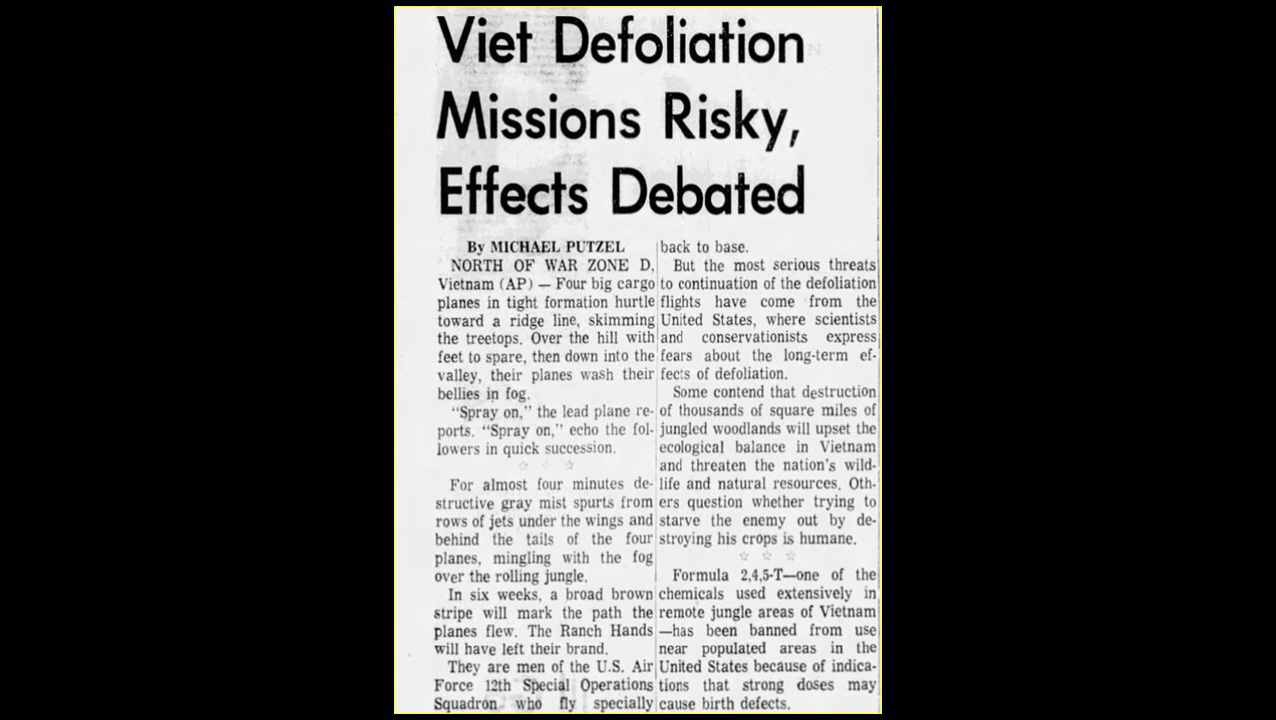 Viet Defoliation
Missions Risky,
Effects Debated
By MICHAEL PUTZEL
NORTH OF WAR ZONE D,
Vietnam (AP) — Four big cargo
planes in tight formation hurtle
toward a ridge line, skimming
the treetops. Over the hill with
feet to spare, then down into the
valley, their planes wash their
bellies in fog.
"Spray on," the lead plane re-
ports. "Spray on," echo the fol-
lowers in quick succession.
For almost four minutes de-
structive gray mist spurts from
rows of jets under the wings and
behind the tails of the four
planes, mingling with the fog
over the rolling jungle.
In six weeks, a broad brown
stripe will mark the path the
planes flew. The Ranch Hands
will have left their brand.
They are men of the U.S. Air
Force 12th Special Operations
Squadron who fly specially
back to base.
But the most serious threats
to continuation of the defoliation
flights have come from the
United States, where scientists
and conservationists express
fears about the long-term ef-
fects of defoliation.
Some contend that destruction
of thousands of square miles of
jungled woodlands will upset the
ecological balance in Vietnam
and threaten the nation's wild-
life and natural resources. Oth-
ers question whether trying to
starve the enemy out by de-
stroying his crops is humane.
Formula 2,4,5-T—one of the
chemicals used extensively in
remote jungle areas of Vietnam
—has been banned from use
near populated areas in the
United States because of indica-
tions that strong doses may
cause birth defects.